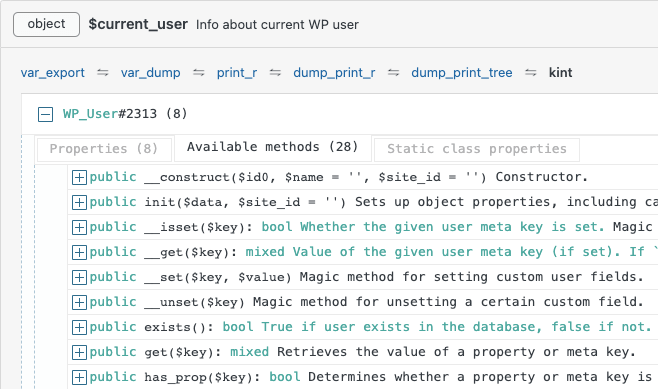 object $current_user Info about current WP user
var_export ⇆ var_dump ⇆ print_r ⇆ dump_print_r ⇆ dump_print_tree ⇆ kint
WP_User#2313 (8)
Properties (8) Available methods (28) Static class properties
public __construct($id0, $name = '', $site_id = '') Constructor.
public init($data, $site_id = '') Sets up object properties, including ca
public __isset($key): bool Whether the given user meta key is set. Magic
public __get($key): mixed Value of the given user meta key (if set). If `
public __set($key, $value) Magic method for setting custom user fields.
public __unset($key) Magic method for unsetting a certain custom field.
public exists(): bool True if user exists in the database, false if not.
public get($key): mixed Retrieves the value of a property or meta key.
public has_prop($key): bool Determines whether a property or meta key is